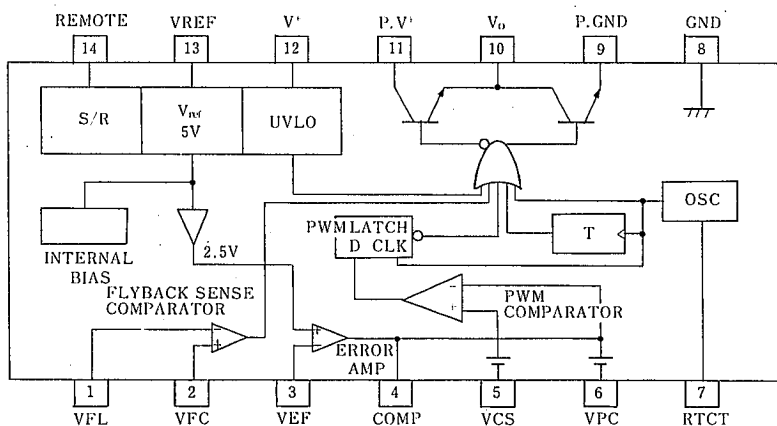 REMOTE VREF V+ P.V+ Vo P.GND GND
14 13 12 11 10 9 8
S/R Vref 5V UVLO
OSC
T
PWM LATCH
D CLK
2.5V
INTERNAL
BIAS
FLYBACK SENSE
COMPARATOR
PWM
COMPARATOR
ERROR
AMP
- + + - - +
1 2 3 4 5 6 7
VFL VFC VEF COMP VCS VPC RTCT